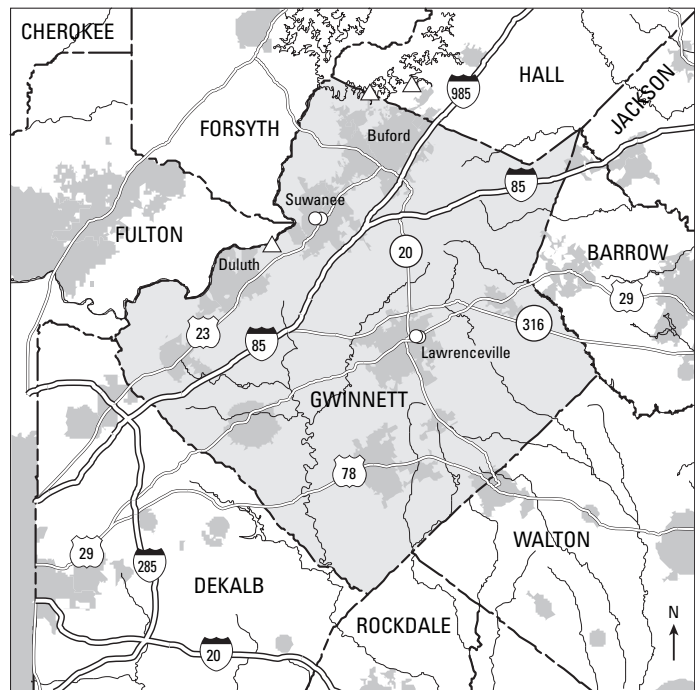 CHEROKEE
HALL
985
JACKSON
FORSYTH
Buford
85
Suwanee
FULTON
20
BARROW
Duluth
29
23
316
85
Lawrenceville
GWINNETT
78
WALTON
29
285
DEKALB
N
ROCKDALE
20